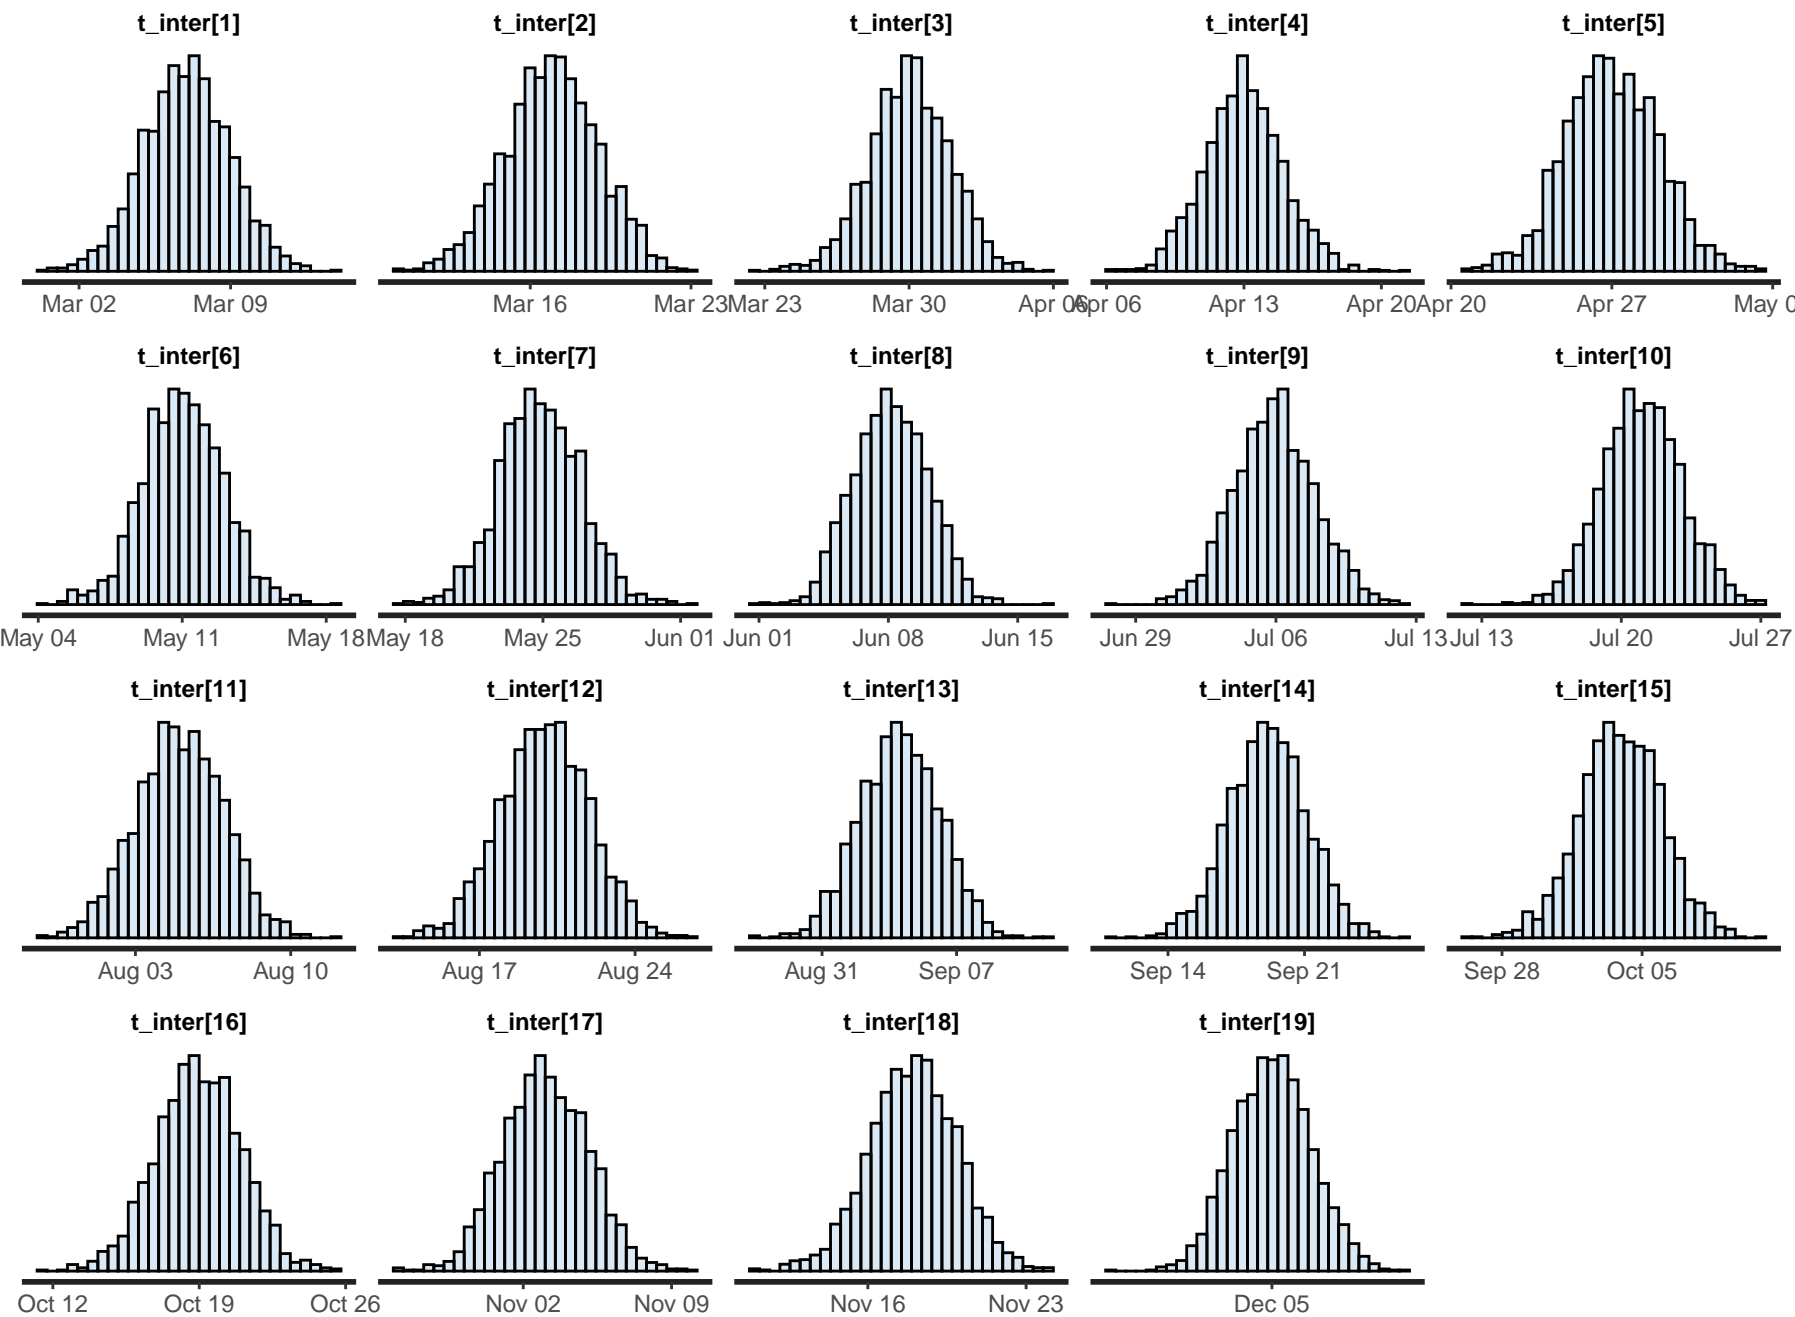 t_inter[1] t_inter[2] t_inter[3] t_inter[4] t_inter[5]
Mar 02 Mar 09 Mar 16 Mar 23 Mar 23 Mar 30 Apr 06 Apr 06 Apr 13 Apr 20 Apr 20 Apr 27 May 0
t_inter[6] t_inter[7] t_inter[8] t_inter[9] t_inter[10]
May 04 May 11 May 18 May 18 May 25 Jun 01 Jun 01 Jun 08 Jun 15 Jun 29 Jul 06 Jul 13 Jul 13 Jul 20 Jul 27
t_inter[11] t_inter[12] t_inter[13] t_inter[14] t_inter[15]
Aug 03 Aug 10 Aug 17 Aug 24 Aug 31 Sep 07 Sep 14 Sep 21 Sep 28 Oct 05
t_inter[16] t_inter[17] t_inter[18] t_inter[19]
Oct 12 Oct 19 Oct 26 Nov 02 Nov 09 Nov 16 Nov 23 Dec 05